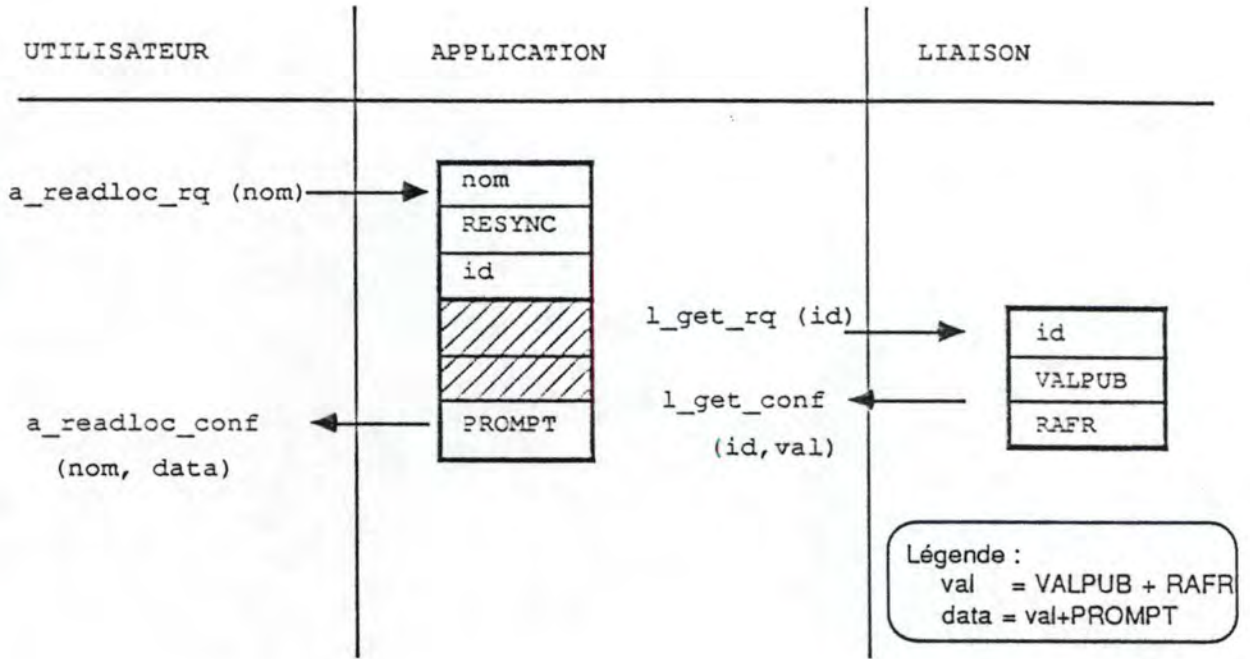 UTILISATEUR
APPLICATION
LIAISON
a_readloc_rq (nom)
nom
RESYNC
id
l_get_rq (id)
id
VALPUB
RAFR
l_get_conf
(id,val)
PROMPT
a_readloc_conf
(nom, data)
Légende :
val = VALPUB + RAFR
data = val+PROMPT